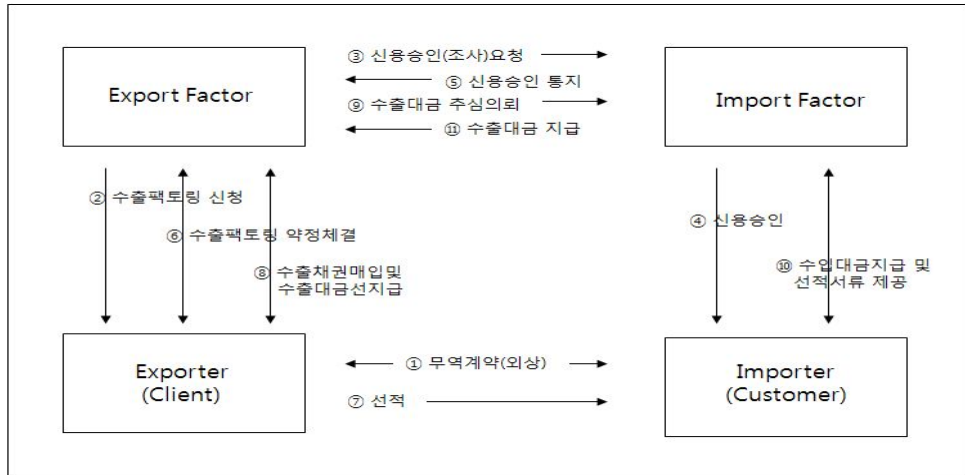 ③ 신용승인(조사)요청
⑤ 신용승인 통지
Export Factor
Import Factor
⑨ 수출대금 추심의뢰
⑪ 수출대금 지급
② 수출팩토링 신청
④ 신용승인
⑥ 수출팩토링 약정체결
⑧ 수출채권매입및
수출대금선지급
⑩ 수입대금지급 및
선적서류 제공
① 무역계약(외상)
Exporter
(Client)
Importer
(Customer)
⑦ 선적